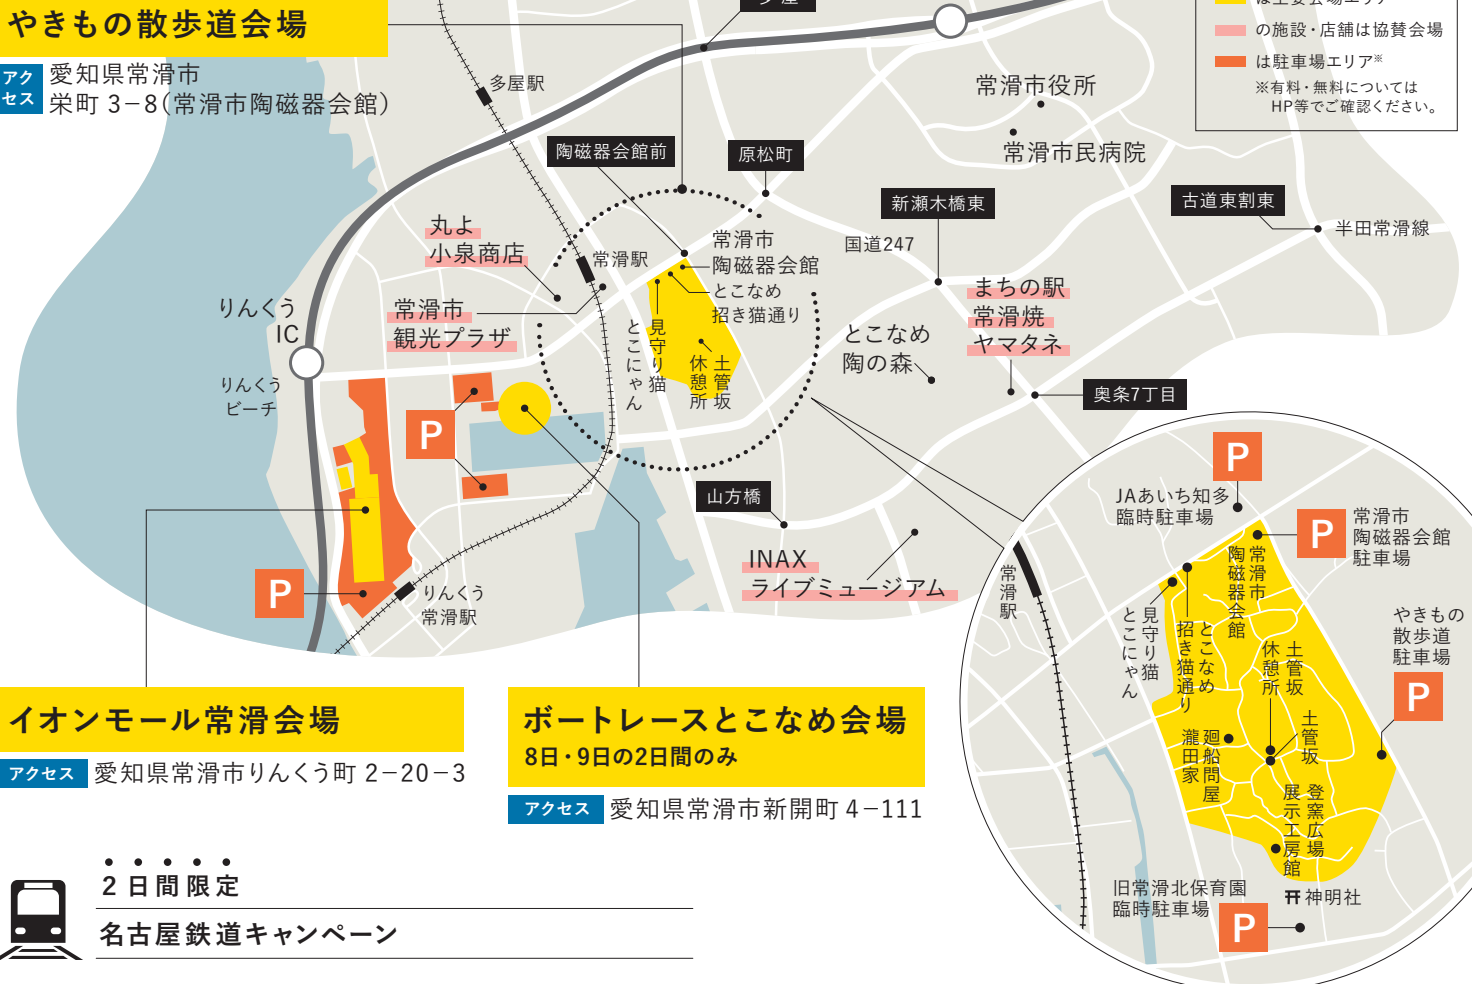 やきもの散歩道会場
アクセス
愛知県常滑市
栄町 3−8(常滑市陶磁器会館)
は主要会場エリア
の施設・店舗は協賛会場
は駐車場エリア※
※有料・無料については
HP等でご確認ください。
多屋駅
常滑市役所
常滑市民病院
陶磁器会館前
原松町
新瀬木橋東
古道東割東
半田常滑線
国道247
丸よ
小泉商店
常滑駅
常滑市
陶磁器会館
とこなめ
招き猫通り
常滑市
観光プラザ
りんくう
IC
りんくう
ビーチ
見守り猫
とこにゃん
土管坂
休憩所
とこなめ
陶の森
まちの駅
常滑焼
ヤマタネ
奥条7丁目
P
P
山方橋
INAX
ライブミュージアム
りんくう
常滑駅
P
JAあいち知多
臨時駐車場
P
常滑市
陶磁器会館
駐車場
常滑駅
常滑市
陶磁器会館
見守り猫
とこにゃん
とこなめ
招き猫通り
土管坂
休憩所
やきもの
散歩道
駐車場
P
土管坂
廻船問屋
瀧田家
登窯広場
展示工房館
旧常滑北保育園
臨時駐車場
P
神明社
イオンモール常滑会場
アクセス 愛知県常滑市りんくう町 2−20−3
ボートレースとこなめ会場
8日・9日の2日間のみ
アクセス 愛知県常滑市新開町 4−111
2日間限定
名古屋鉄道キャンペーン